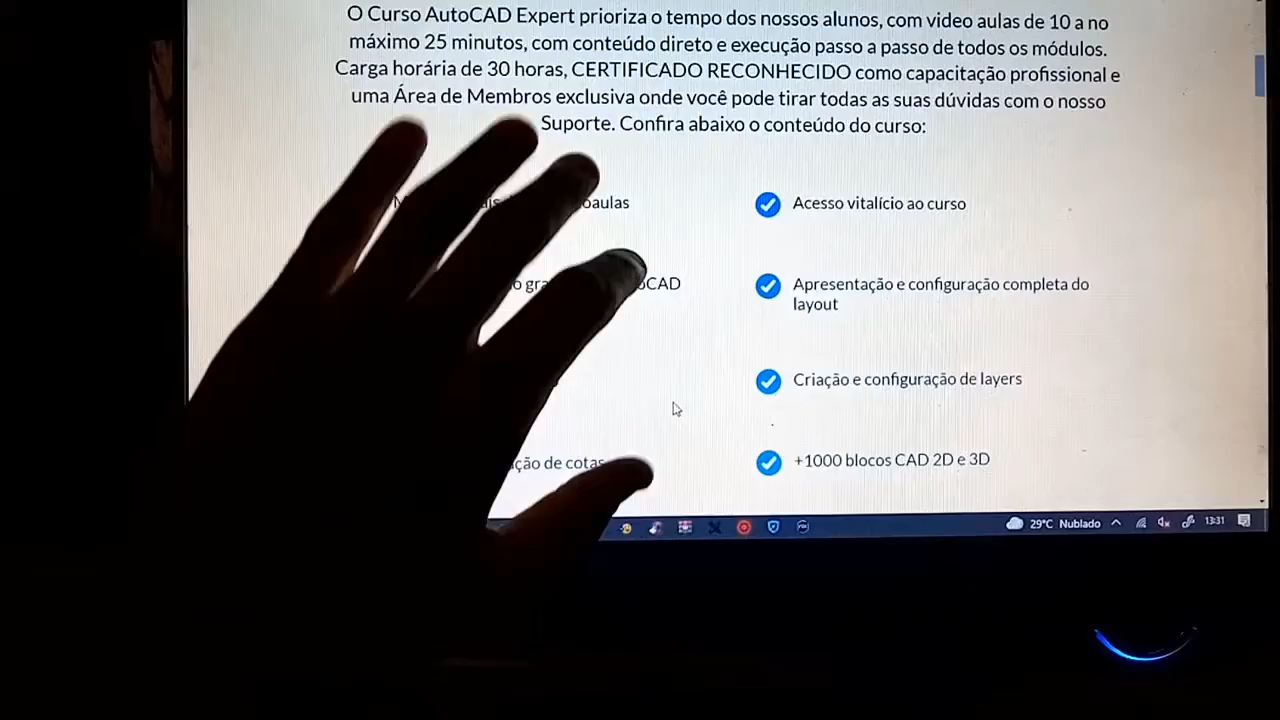 O Curso AutoCAD Expert prioriza o tempo dos nossos alunos, com video aulas de 10 a no
máximo 25 minutos, com conteúdo direto e execução passo a passo de todos os módulos.
Carga horária de 30 horas, CERTIFICADO RECONHECIDO como capacitação profissional e
uma Área de Membros exclusiva onde você pode tirar todas as suas dúvidas com o nosso
Suporte. Confira abaixo o conteúdo do curso:
Acesso vitalício ao curso
Apresentação e configuração completa do
layout
Criação e configuração de layers
de cotas
+1000 blocos CAD 2D e 3D
29°C Nublado
13:31